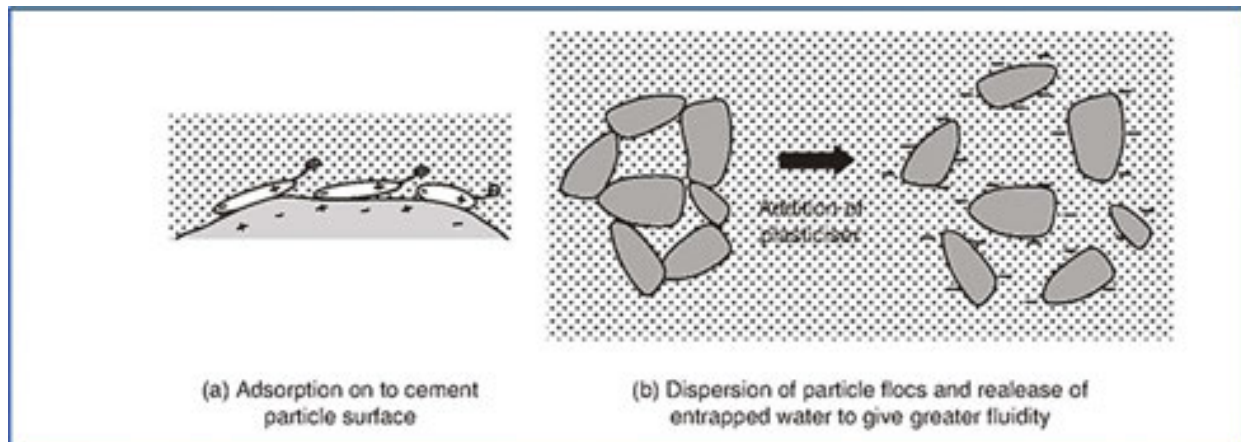 Addition of
plasticiser
(a) Adsorption on to cement
particle surface
(b) Dispersion of particle flocs and realease of
entrapped water to give greater fluidity